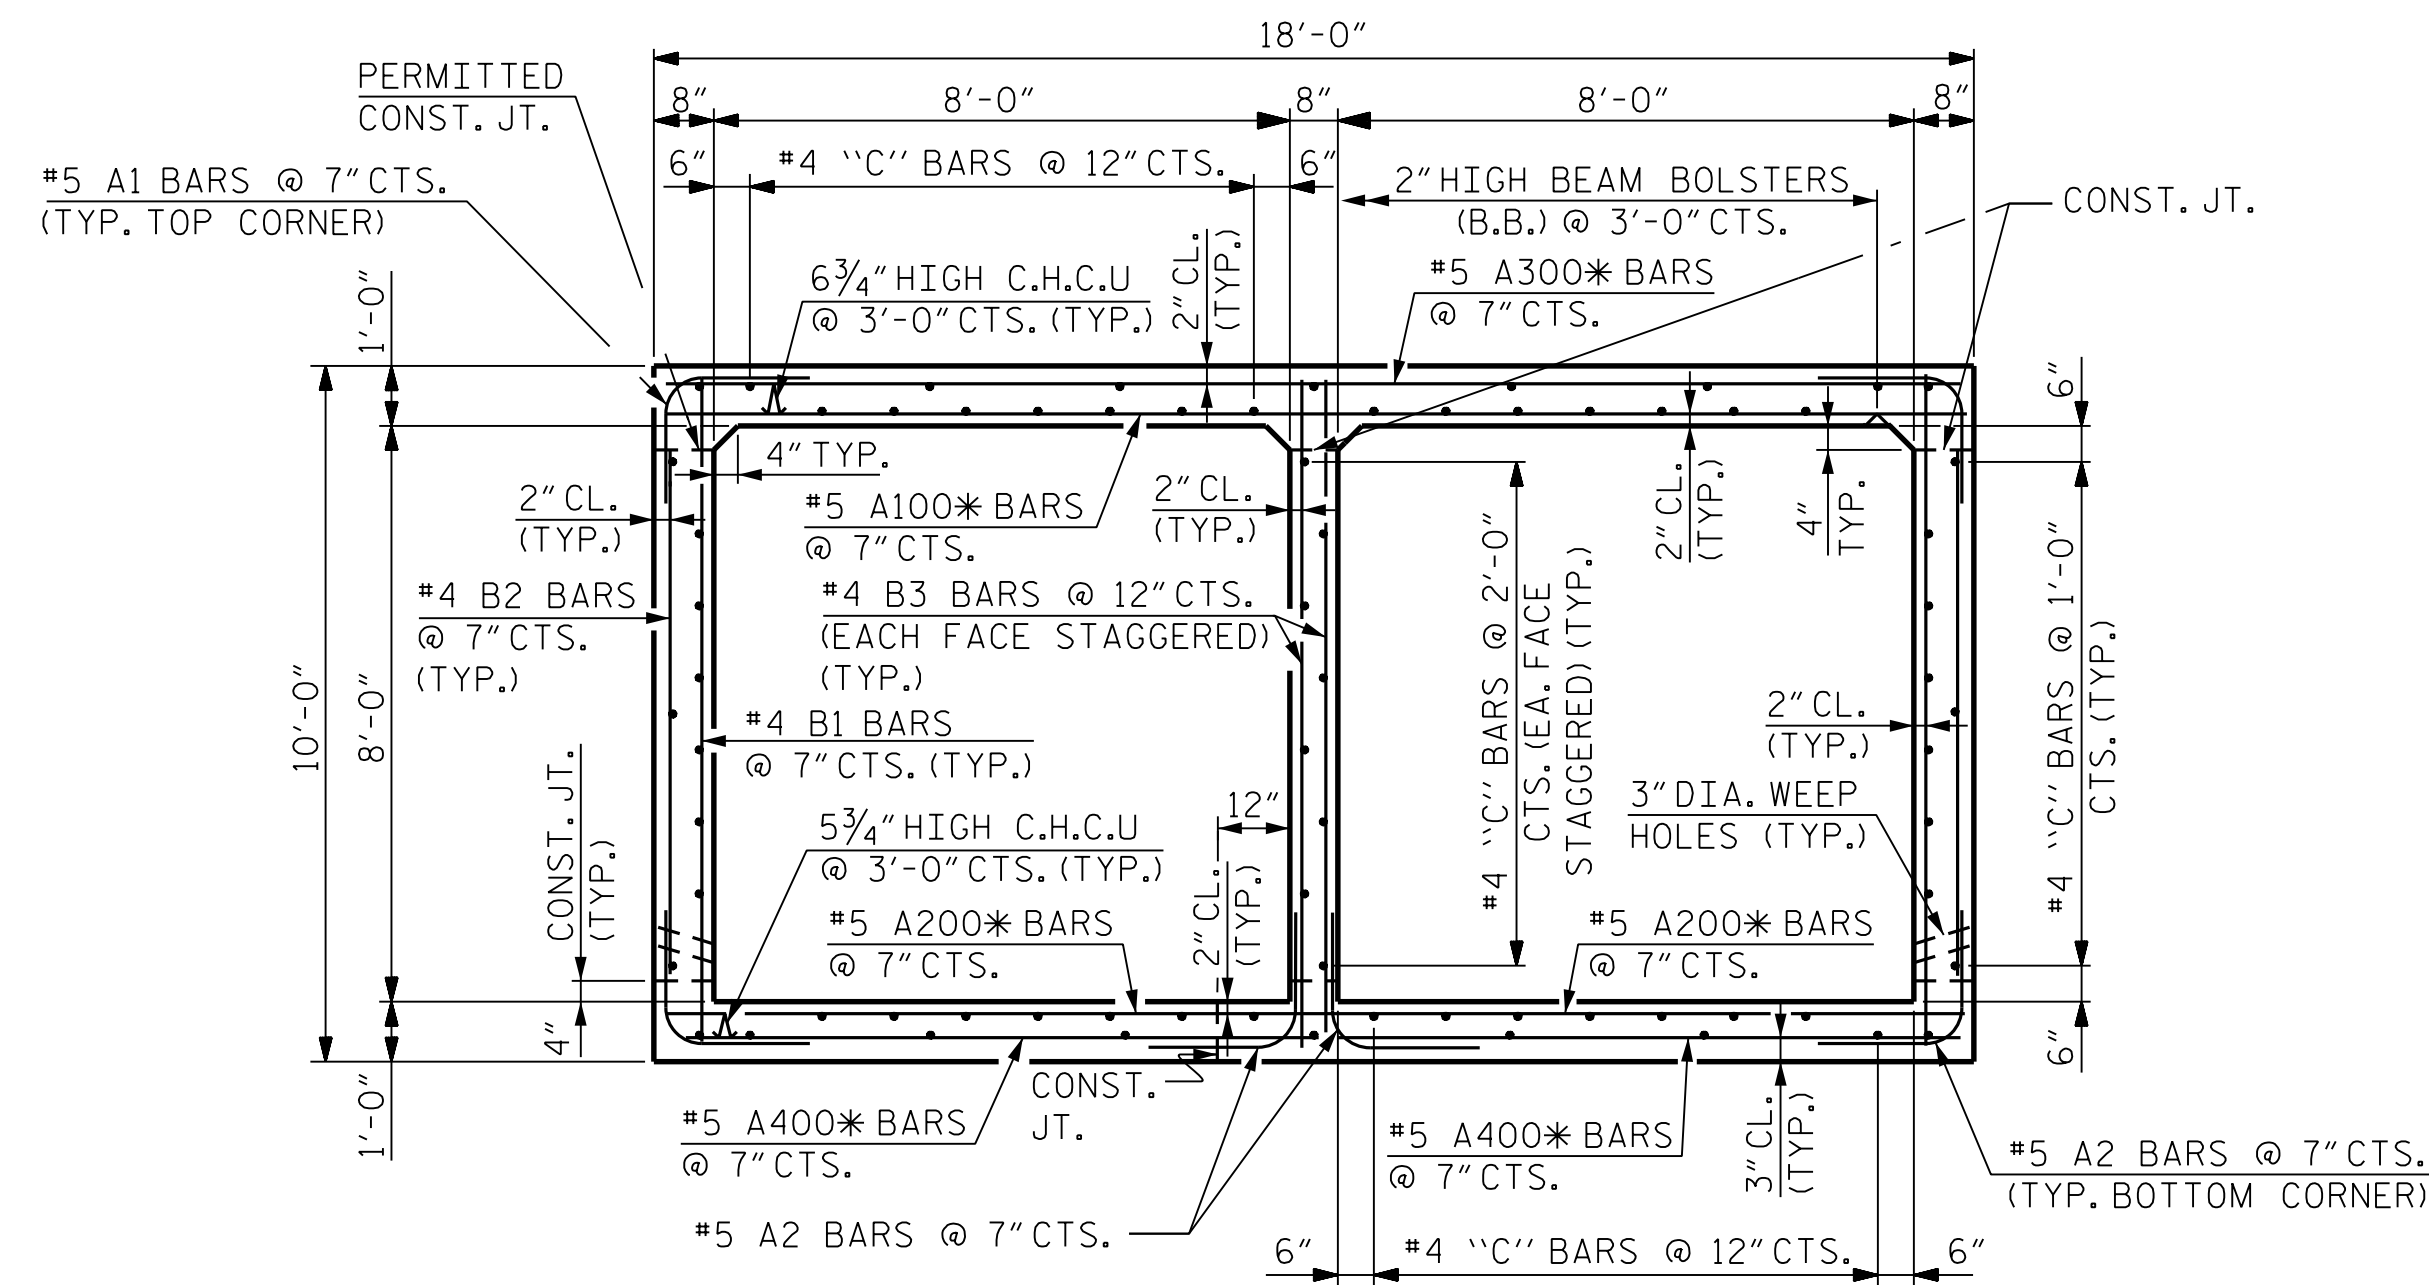 18'-0"
PERMITTED
CONST. JT.
8"
8'-0"
8"
8'-0"
8"
#5 A1 BARS @ 7" CTS.
(TYP. TOP CORNER)
6"
#4 "C" BARS @ 12" CTS.
6"
2" HIGH BEAM BOLSTERS
(B.B.) @ 3'-0" CTS.
CONST. JT.
6¾" HIGH C.H.C.U
@ 3'-0" CTS. (TYP.)
2" CL.
(TYP.)
#5 A300* BARS
@ 7" CTS.
1'-0"
6"
4" TYP.
2" CL.
(TYP.)
#5 A100* BARS
@ 7" CTS.
2" CL.
(TYP.)
2" CL.
(TYP.)
4"
TYP.
#4 B2 BARS
@ 7" CTS.
(TYP.)
#4 B3 BARS @ 12" CTS.
(EACH FACE STAGGERED)
(TYP.)
#4 "C" BARS @ 2'-0"
CTS. (EA. FACE
STAGGERED) (TYP.)
#4 "C" BARS @ 1'-0"
CTS. (TYP.)
10'-0"
8'-0"
#4 B1 BARS
@ 7" CTS. (TYP.)
2" CL.
(TYP.)
CONST. JT.
(TYP.)
5¾" HIGH C.H.C.U
@ 3'-0" CTS. (TYP.)
12"
3" DIA. WEEP
HOLES (TYP.)
2" CL.
(TYP.)
#5 A200* BARS
@ 7" CTS.
#5 A200* BARS
@ 7" CTS.
4"
6"
1'-0"
CONST.
JT.
#5 A400* BARS
@ 7" CTS.
#5 A400* BARS
@ 7" CTS.
3" CL.
(TYP.)
#5 A2 BARS @ 7" CTS.
(TYP. BOTTOM CORNER)
#5 A2 BARS @ 7" CTS.
6"
#4 "C" BARS @ 12" CTS.
6"